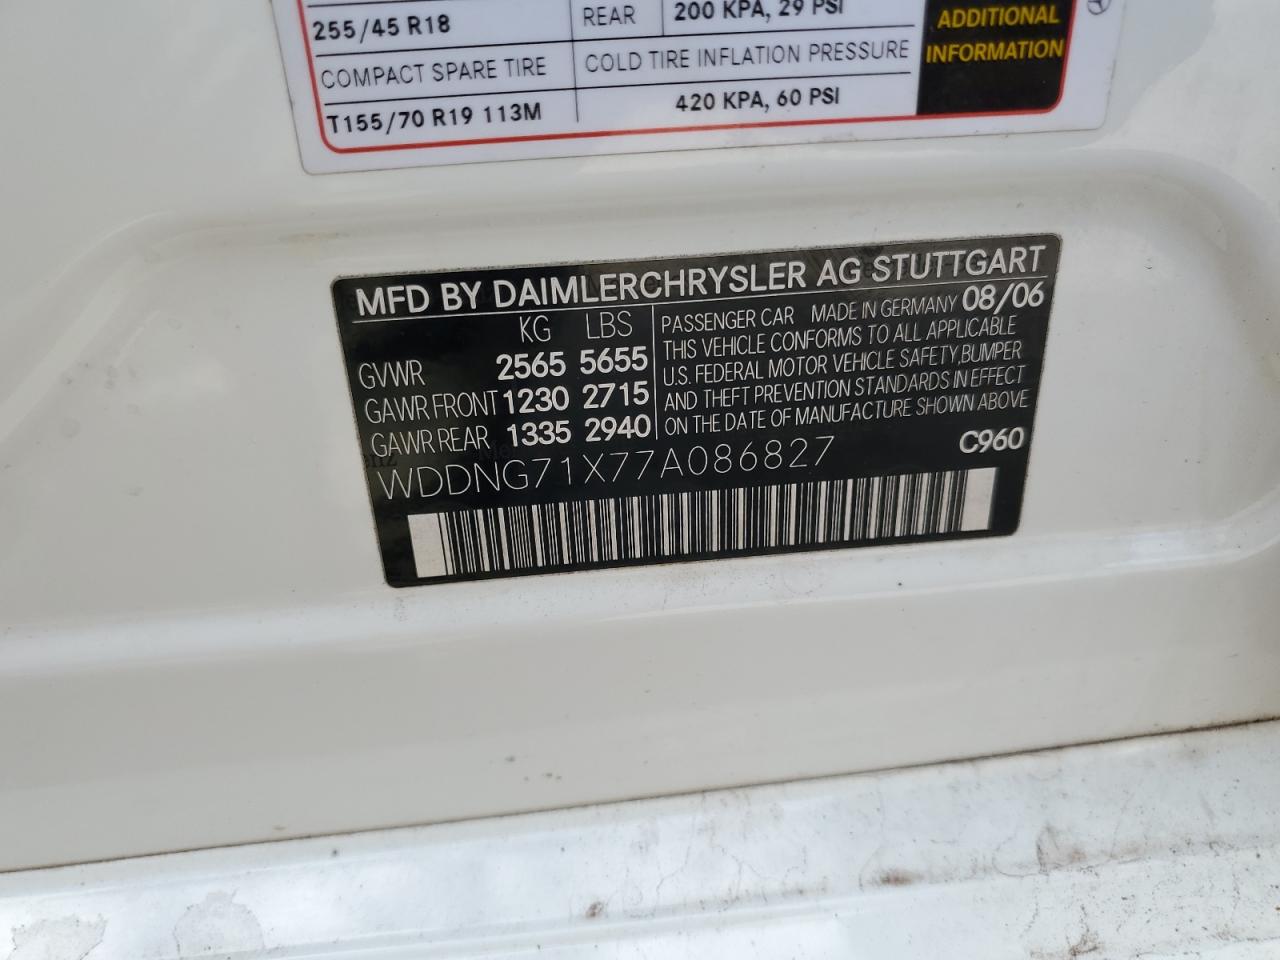 255/45 R18 REAR 200 KPA, 29 PSI
COMPACT SPARE TIRE COLD TIRE INFLATION PRESSURE
T155/70 R19 113M 420 KPA, 60 PSI
ADDITIONAL
INFORMATION
MFD BY DAIMLERCHRYSLER AG STUTTGART
KG LBS
GVWR 2565 5655
GAWR FRONT 1230 2715
GAWR REAR 1335 2940
PASSENGER CAR MADE IN GERMANY 08/06
THIS VEHICLE CONFORMS TO ALL APPLICABLE
U.S. FEDERAL MOTOR VEHICLE SAFETY,BUMPER
AND THEFT PREVENTION STANDARDS IN EFFECT
ON THE DATE OF MANUFACTURE SHOWN ABOVE
WDDNG71X77A086827 C960